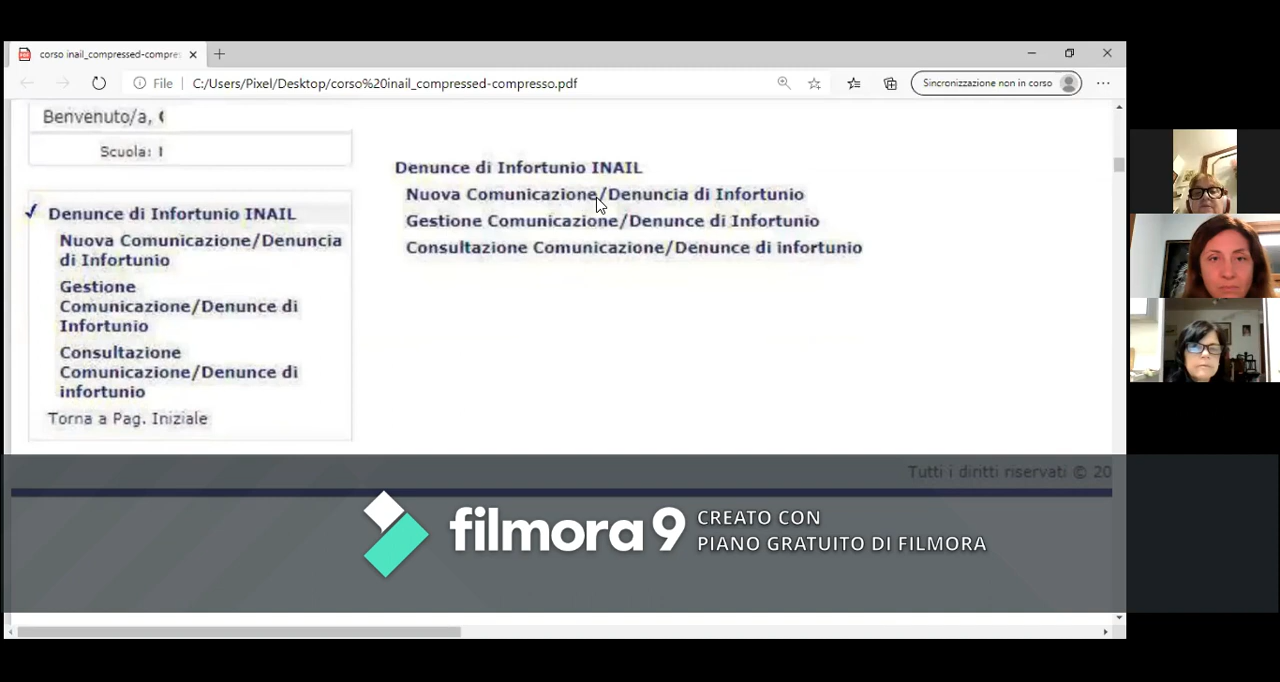 corso inail_compressed-compre
File
C:/Users/Pixel/Desktop/corso%20inail_compressed-compresso.pdf
Sincronizzazione non in corso
Benvenuto/a,
Scuola:
Denunce di Infortunio INAIL
Nuova Comunicazione/Denuncia
di Infortunio
Gestione
Comunicazione/Denunce di
Infortunio
Consultazione
Comunicazione/Denunce di
infortunio
Torna a Pag. Iniziale
Denunce di Infortunio INAIL
Nuova Comunicazione/Denuncia di Infortunio
Gestione Comunicazione/Denunce di Infortunio
Consultazione Comunicazione/Denunce di infortunio
Tutti i diritti riservati © 20
filmora 9
CREATO CON
PIANO GRATUITO DI FILMORA